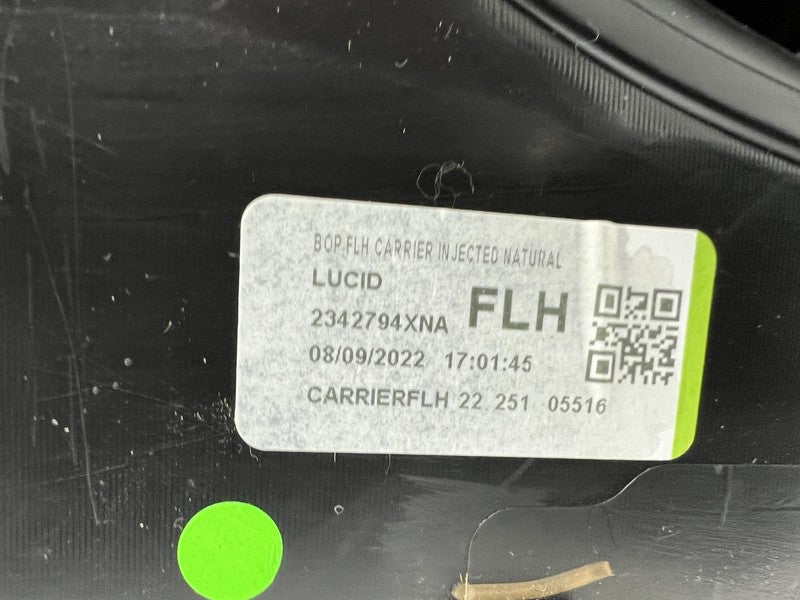 BOP.FLH CARRIER INJECTED NATURAL
LUCID
2342794XNA FLH
08/09/2022 17:01:45
CARRIERFLH 22 251 05516